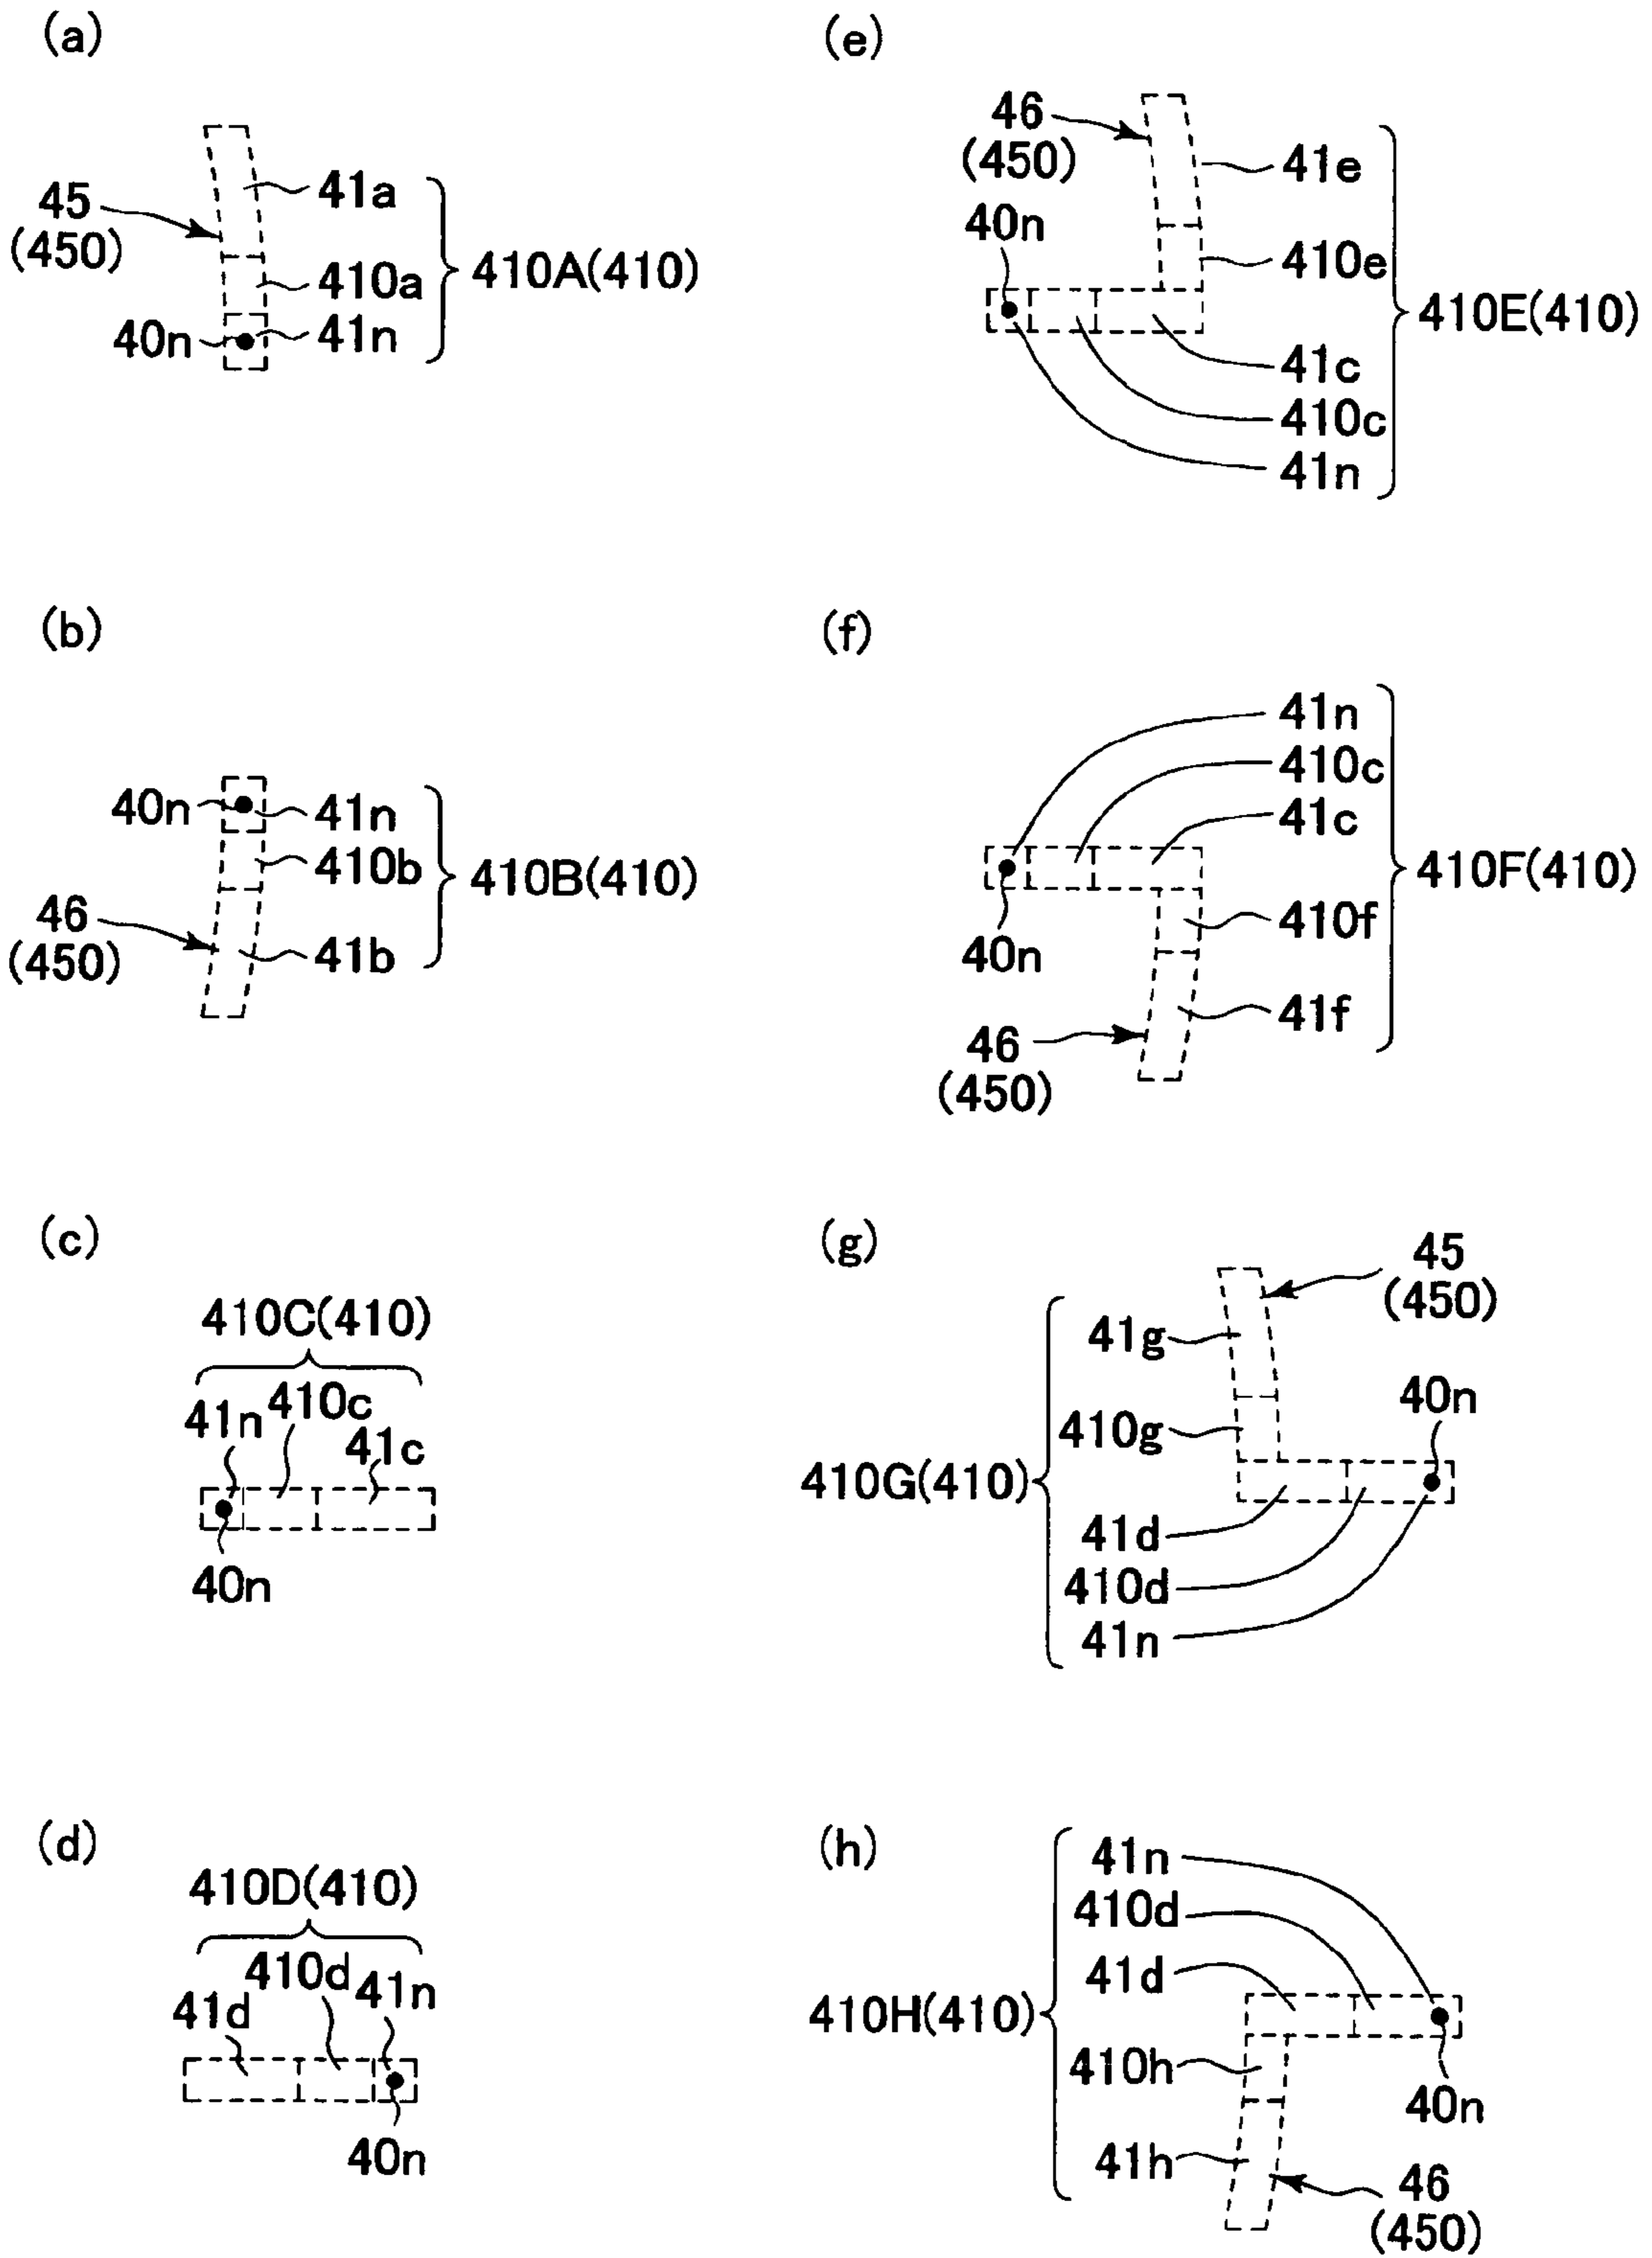 (a)
41a
45
(450)
410a
410A(410)
40n
41n
(b)
40n
41n
410b
410B(410)
46
(450)
41b
(c)
410C(410)
410c
41n
41c
40n
(d)
410D(410)
410d
41n
41d
40n
(e)
46
(450)
41e
40n
410e
410E(410)
41c
410c
41n
(f)
41n
410c
41c
410F(410)
410f
40n
41f
46
(450)
(g)
45
(450)
41g
40n
410g
410G(410)
41d
410d
41n
(h)
41n
410d
41d
410H(410)
410h
40n
41h
46
(450)